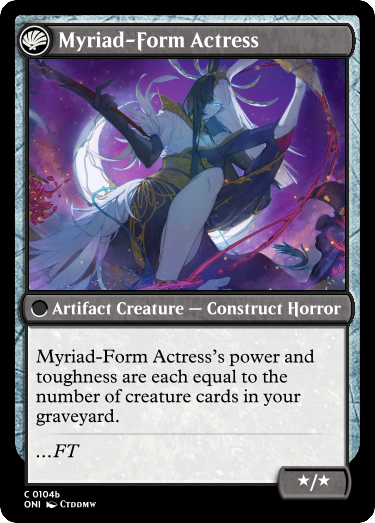 Myriad-Form Actress
Artifact Creature — Construct Horror
Myriad-Form Actress's power and
toughness are each equal to the
number of creature cards in your
graveyard.
…FT
★/★
C 0104b
ONI CTDDMW